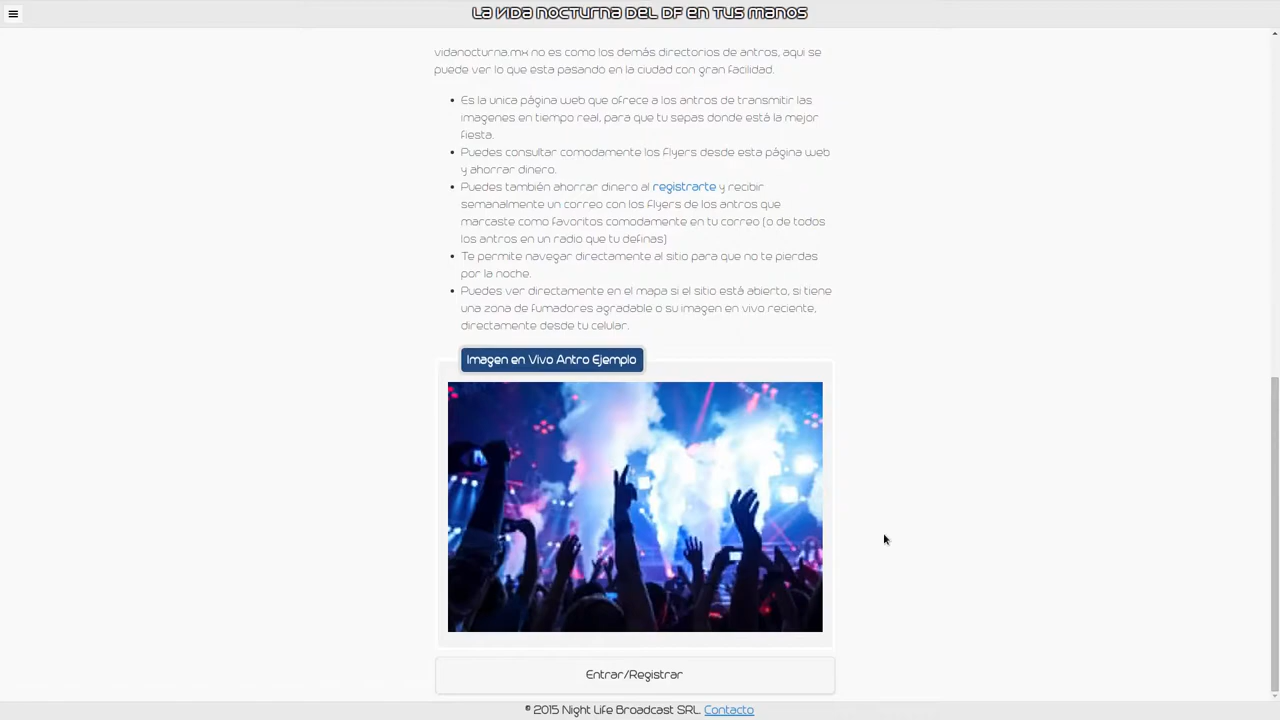 La vida nocturna del DF en tus manos
vidanocturna.mx no es como los demás directorios de antros, aqui se
puede ver lo que esta pasando en la ciudad con gran facilidad.
Es la unica página web que ofrece a los antros de transmitir las
imagenes en tiempo real, para que tu sepas donde está la mejor
fiesta.
Puedes consultar comodamente los flyers desde esta página web
y ahorrar dinero.
Puedes también ahorrar dinero al registrarte y recibir
semanalmente un correo con los flyers de los antros que
marcaste como favoritos comodamente en tu correo (o de todos
los antros en un radio que tu definas)
Te permite navegar directamente al sitio para que no te pierdas
por la noche.
Puedes ver directamente en el mapa si el sitio está abierto, si tiene
una zona de fumadores agradable o su imagen en vivo reciente,
directamente desde tu celular.
Imagen en Vivo Antro Ejemplo
Entrar/Registrar
© 2015 Night Life Broadcast SRL. Contacto